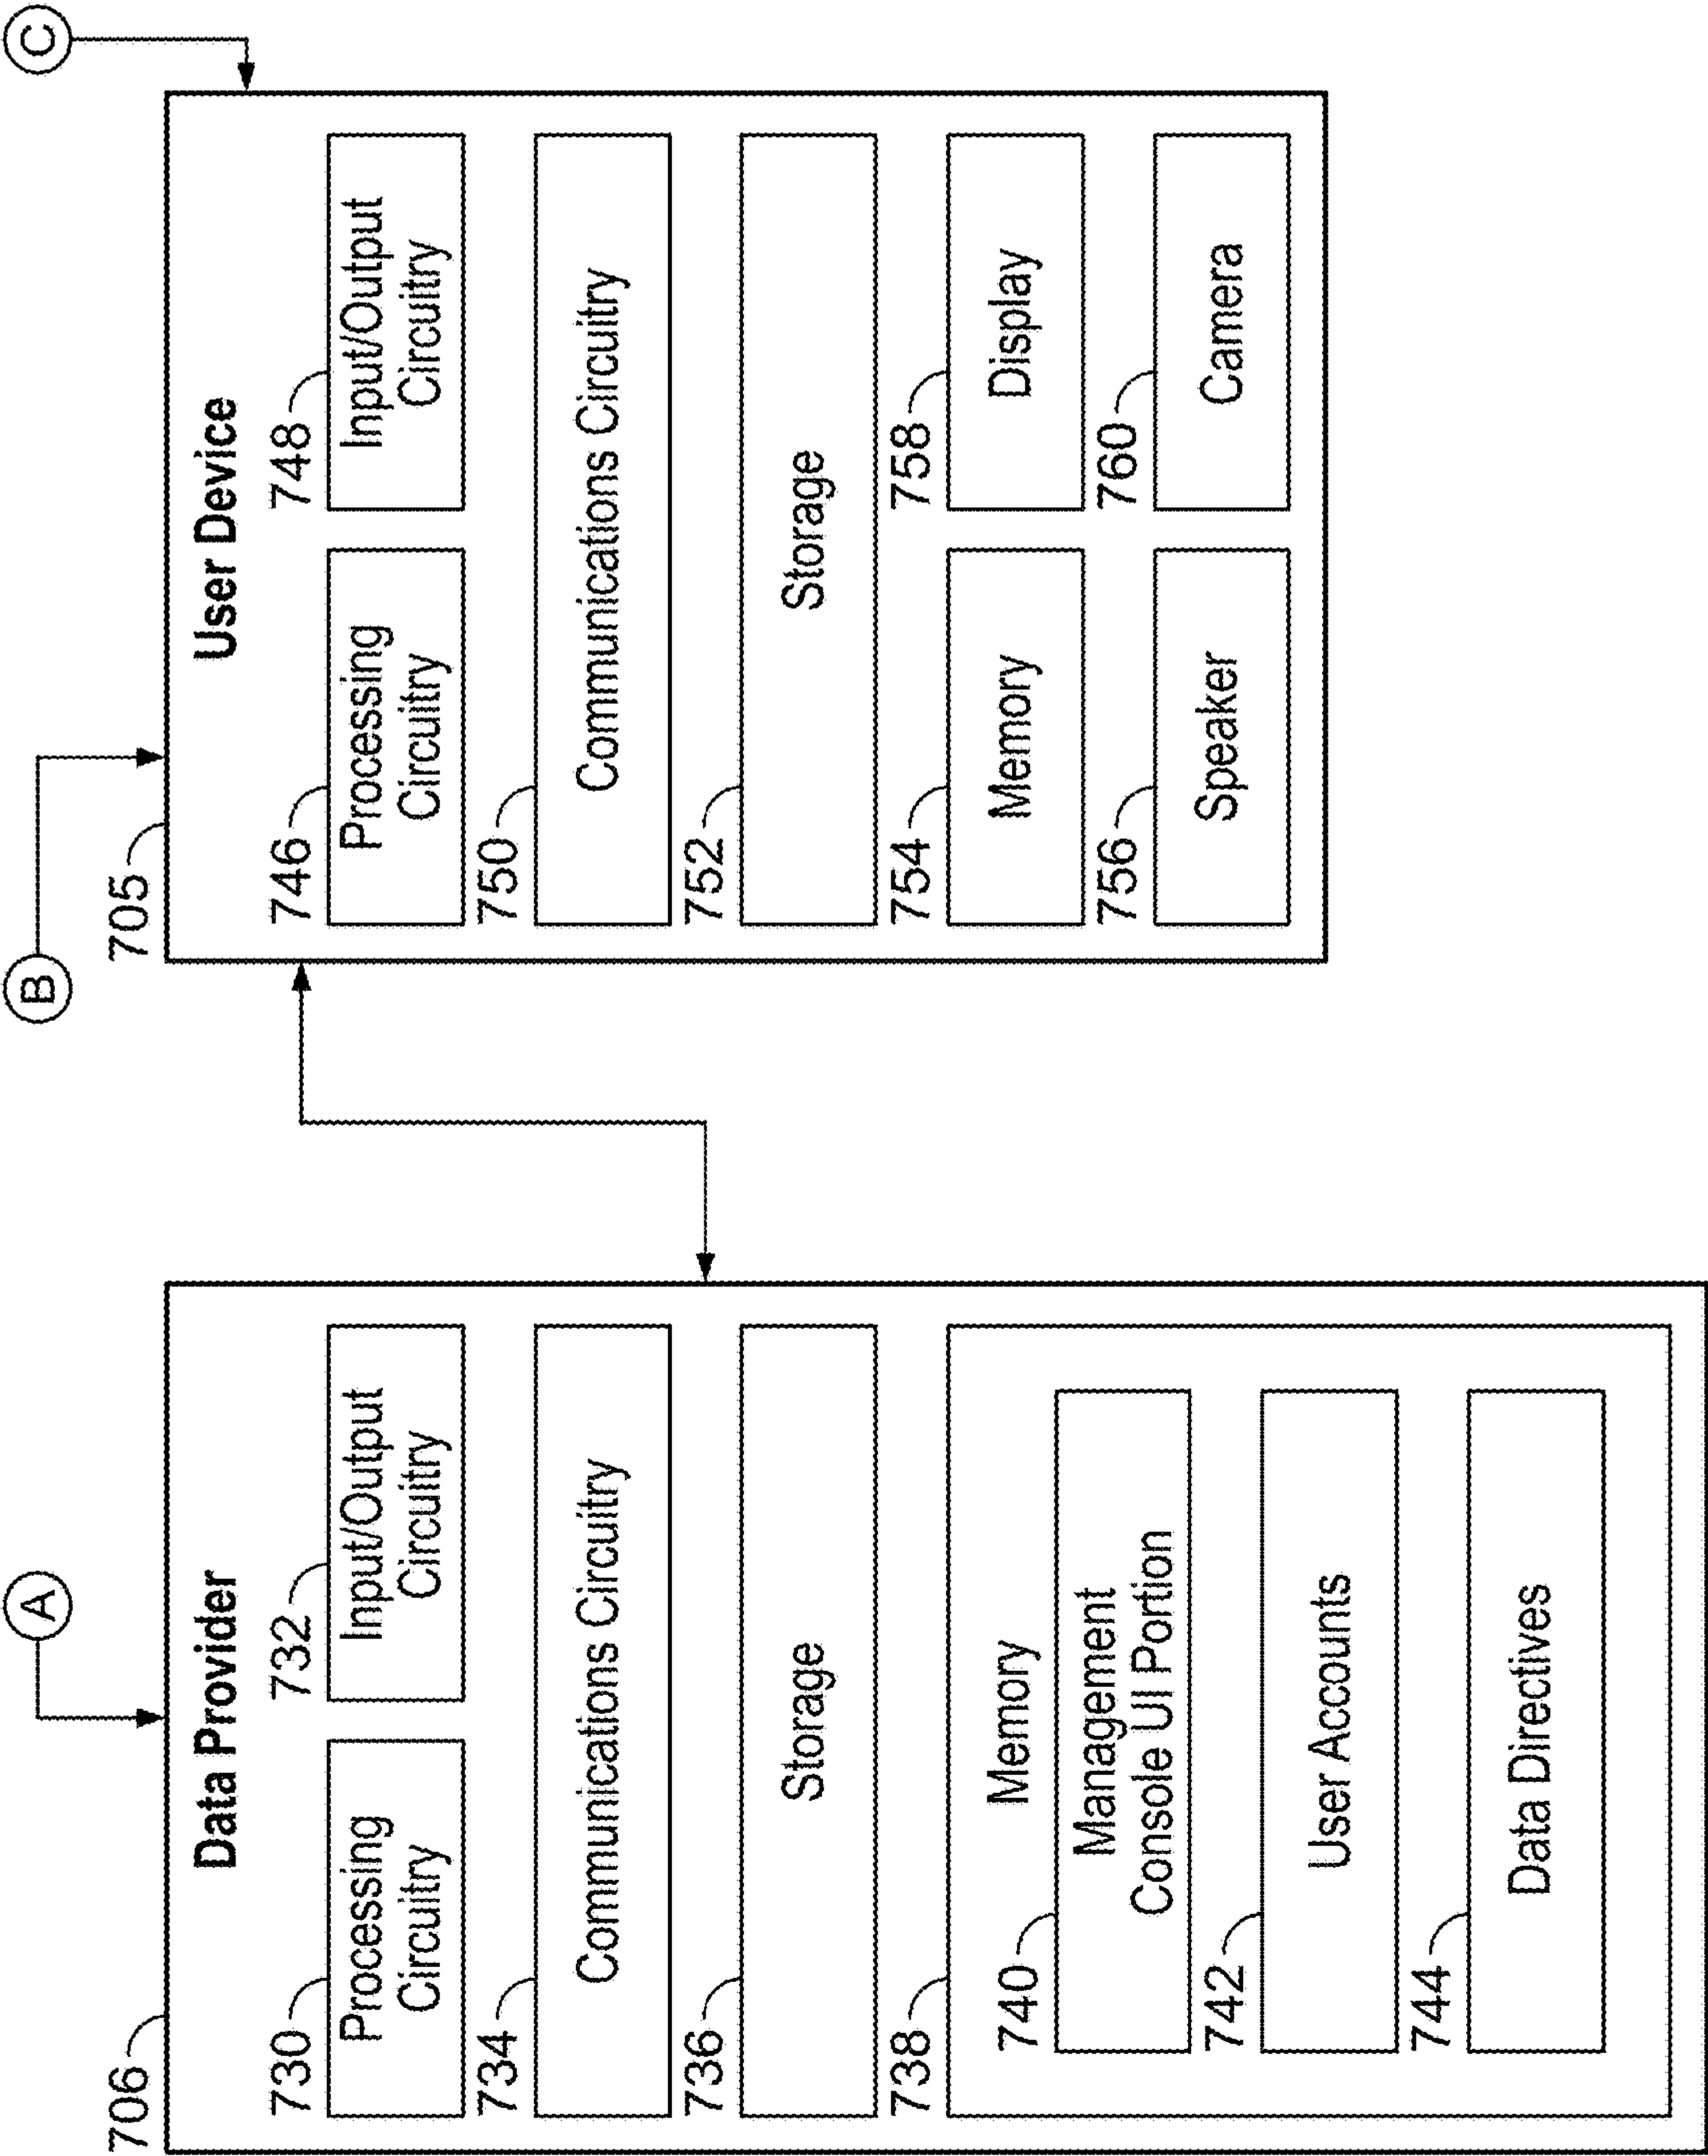 A
706
Data Provider
730
Processing
Circuitry
732
Input/Output
Circuitry
734
Communications Circuitry
736
Storage
738
Memory
740
Management
Console UI Portion
742
User Accounts
744
Data Directives
B
C
705
User Device
746
Processing
Circuitry
748
Input/Output
Circuitry
750
Communications Circuitry
752
Storage
754
Memory
758
Display
756
Speaker
760
Camera